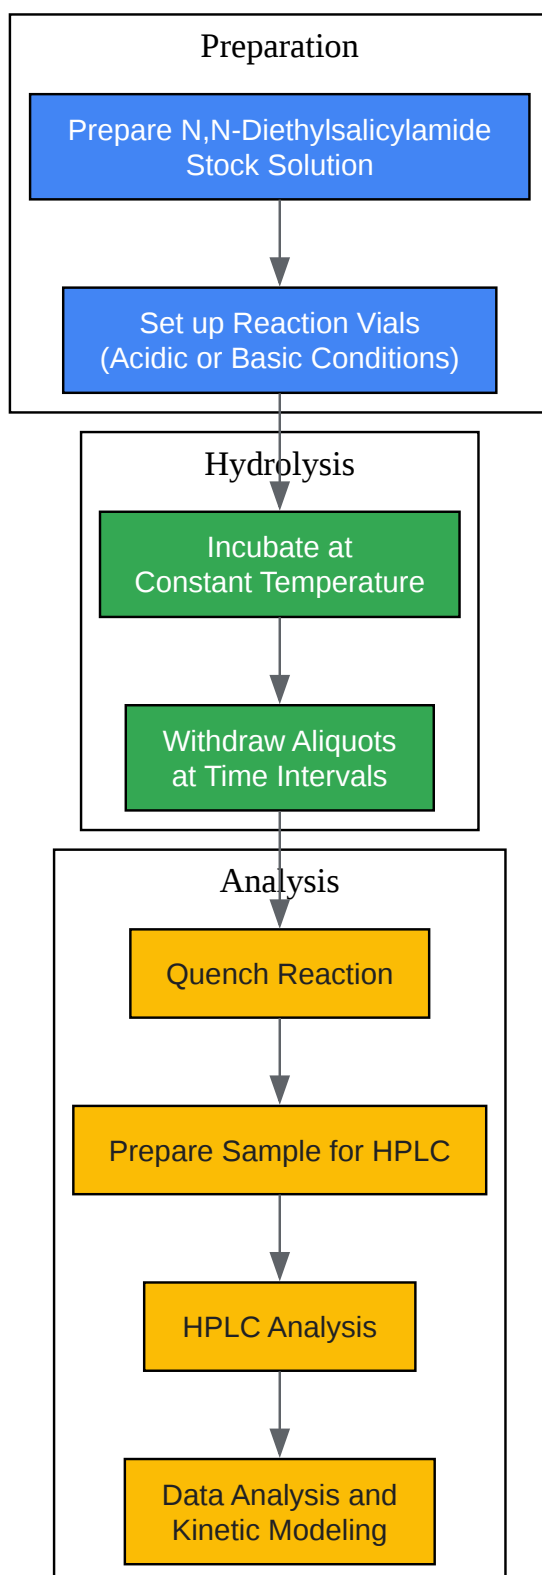 Preparation
Prepare N,N-Diethylsalicylamide
Stock Solution
Set up Reaction Vials
(Acidic or Basic Conditions)
Hydrolysis
Incubate at
Constant Temperature
Withdraw Aliquots
at Time Intervals
Analysis
Quench Reaction
Prepare Sample for HPLC
HPLC Analysis
Data Analysis and
Kinetic Modeling